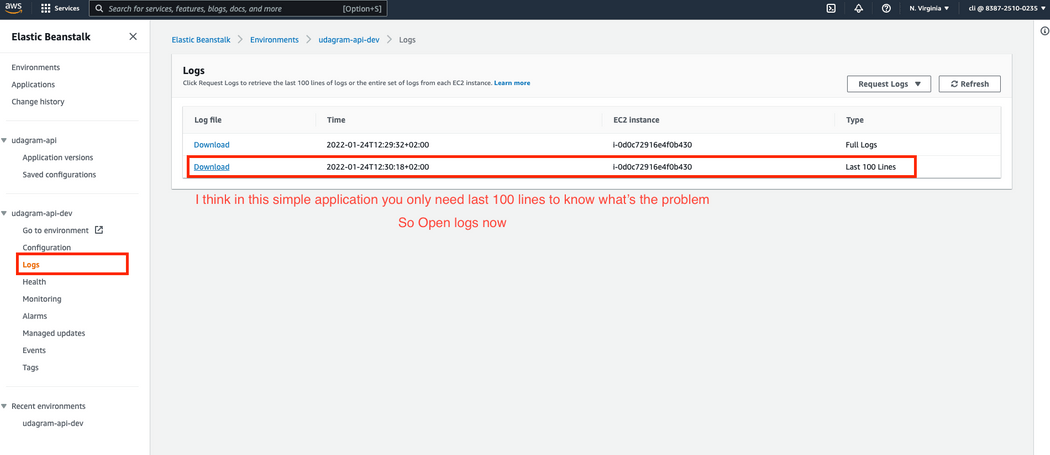 aws
Services
Search for services, features, blogs, docs, and more
[Option+S]
N. Virginia
cli @ 8387-2510-0235
Elastic Beanstalk
Environments
Applications
Change history
udagram-api
Application versions
Saved configurations
udagram-api-dev
Go to environment
Configuration
Logs
Health
Monitoring
Alarms
Managed updates
Events
Tags
Recent environments
udagram-api-dev
Elastic Beanstalk > Environments > udagram-api-dev > Logs
Logs
Click Request Logs to retrieve the last 100 lines of logs or the entire set of logs from each EC2 instance. Learn more
Request Logs
Refresh
Log file Time EC2 instance Type
Download 2022-01-24T12:29:32+02:00 i-0d0c72916e4f0b430 Full Logs
Download 2022-01-24T12:30:18+02:00 i-0d0c72916e4f0b430 Last 100 Lines
I think in this simple application you only need last 100 lines to know what's the problem
So Open logs now